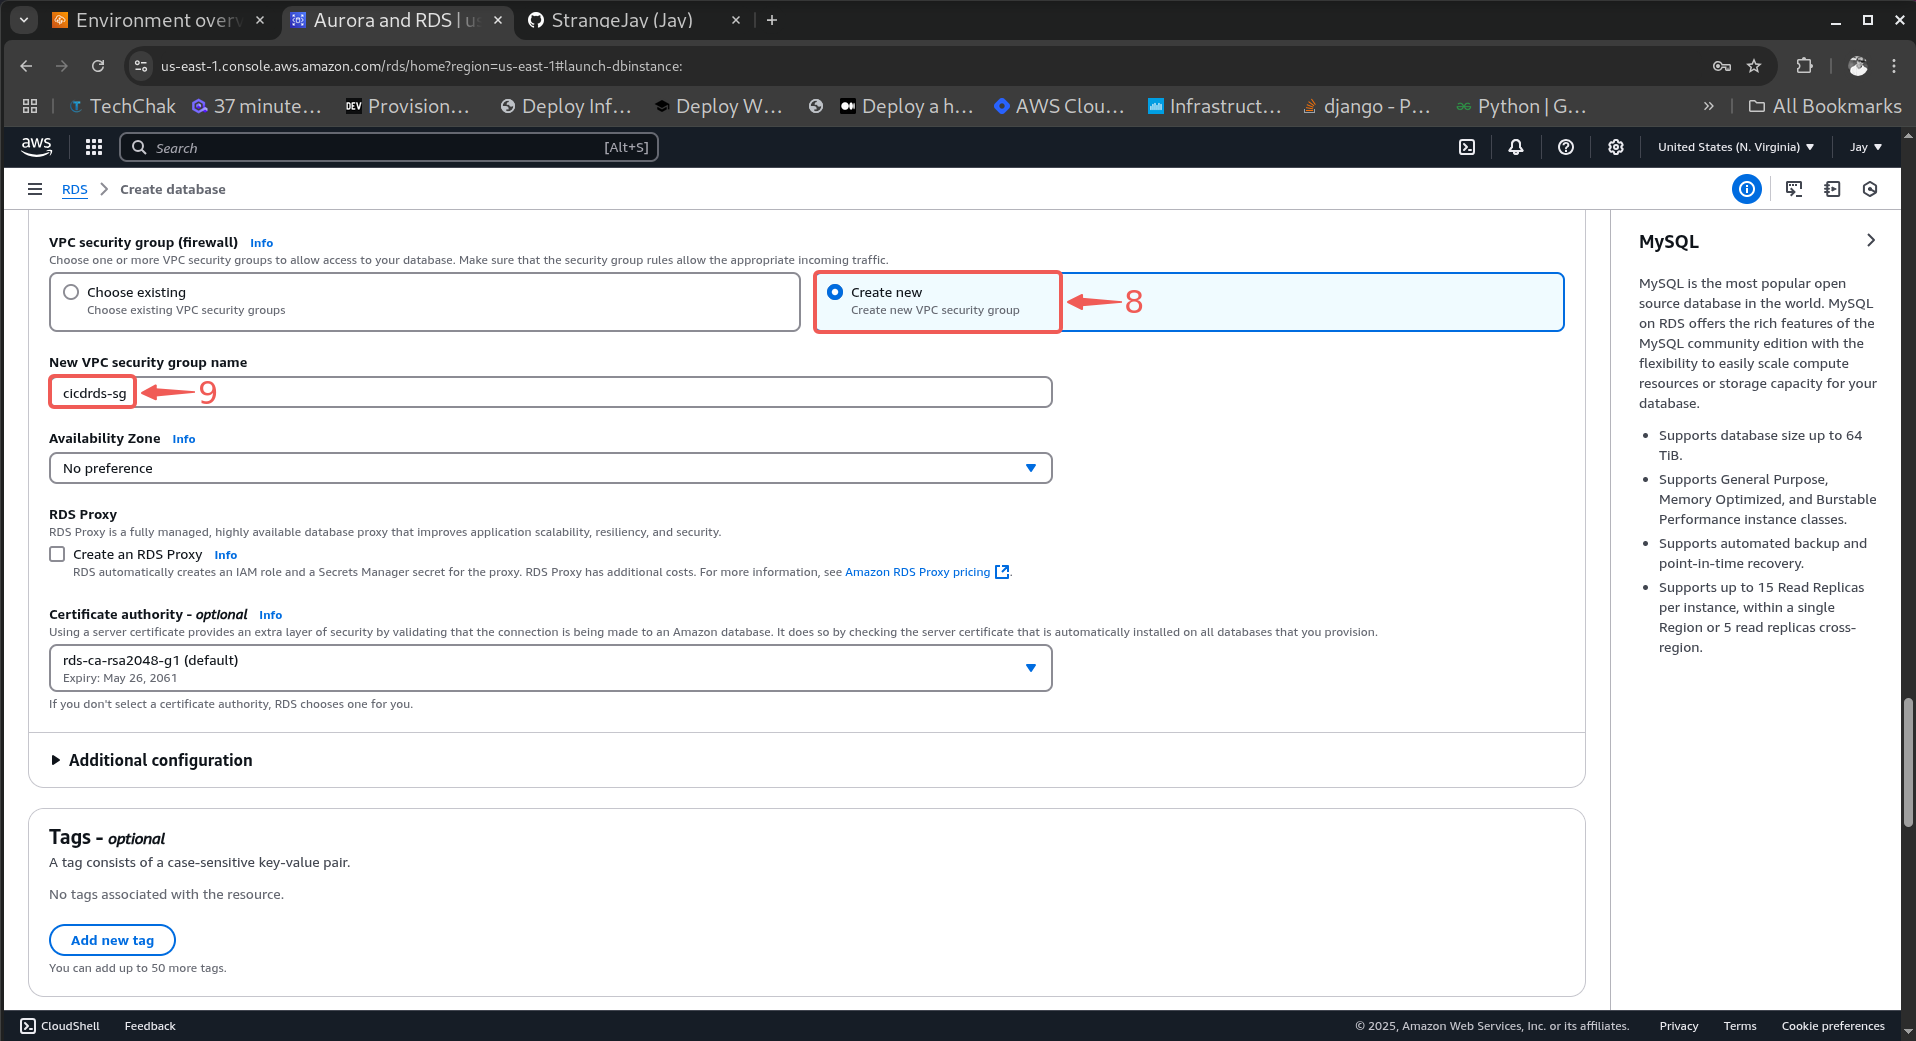 Environment overv
Aurora and RDS | us
StrangeJay (Jay)
us-east-1.console.aws.amazon.com/rds/home?region=us-east-1#launch-dbinstance:
TechChak
37 minute...
DEV Provision...
Deploy Inf...
Deploy W...
Deploy a h...
AWS Clou...
Infrastruct...
django - P...
Python | G...
»
All Bookmarks
aws
Search
[Alt+S]
United States (N. Virginia)
Jay
RDS
Create database
VPC security group (firewall) Info
Choose one or more VPC security groups to allow access to your database. Make sure that the security group rules allow the appropriate incoming traffic.
Choose existing
Choose existing VPC security groups
Create new
Create new VPC security group
8
New VPC security group name
cicdrds-sg
9
Availability Zone Info
No preference
RDS Proxy
RDS Proxy is a fully managed, highly available database proxy that improves application scalability, resiliency, and security.
Create an RDS Proxy Info
RDS automatically creates an IAM role and a Secrets Manager secret for the proxy. RDS Proxy has additional costs. For more information, see Amazon RDS Proxy pricing.
Certificate authority - optional Info
Using a server certificate provides an extra layer of security by validating that the connection is being made to an Amazon database. It does so by checking the server certificate that is automatically installed on all databases that you provision.
rds-ca-rsa2048-g1 (default)
Expiry: May 26, 2061
If you don't select a certificate authority, RDS chooses one for you.
Additional configuration
Tags - optional
A tag consists of a case-sensitive key-value pair.
No tags associated with the resource.
Add new tag
You can add up to 50 more tags.
MySQL
MySQL is the most popular open
source database in the world. MySQL
on RDS offers the rich features of the
MySQL community edition with the
flexibility to easily scale compute
resources or storage capacity for your
database.
• Supports database size up to 64
TiB.
• Supports General Purpose,
Memory Optimized, and Burstable
Performance instance classes.
• Supports automated backup and
point-in-time recovery.
• Supports up to 15 Read Replicas
per instance, within a single
Region or 5 read replicas cross-
region.
CloudShell
Feedback
© 2025, Amazon Web Services, Inc. or its affiliates.
Privacy
Terms
Cookie preferences